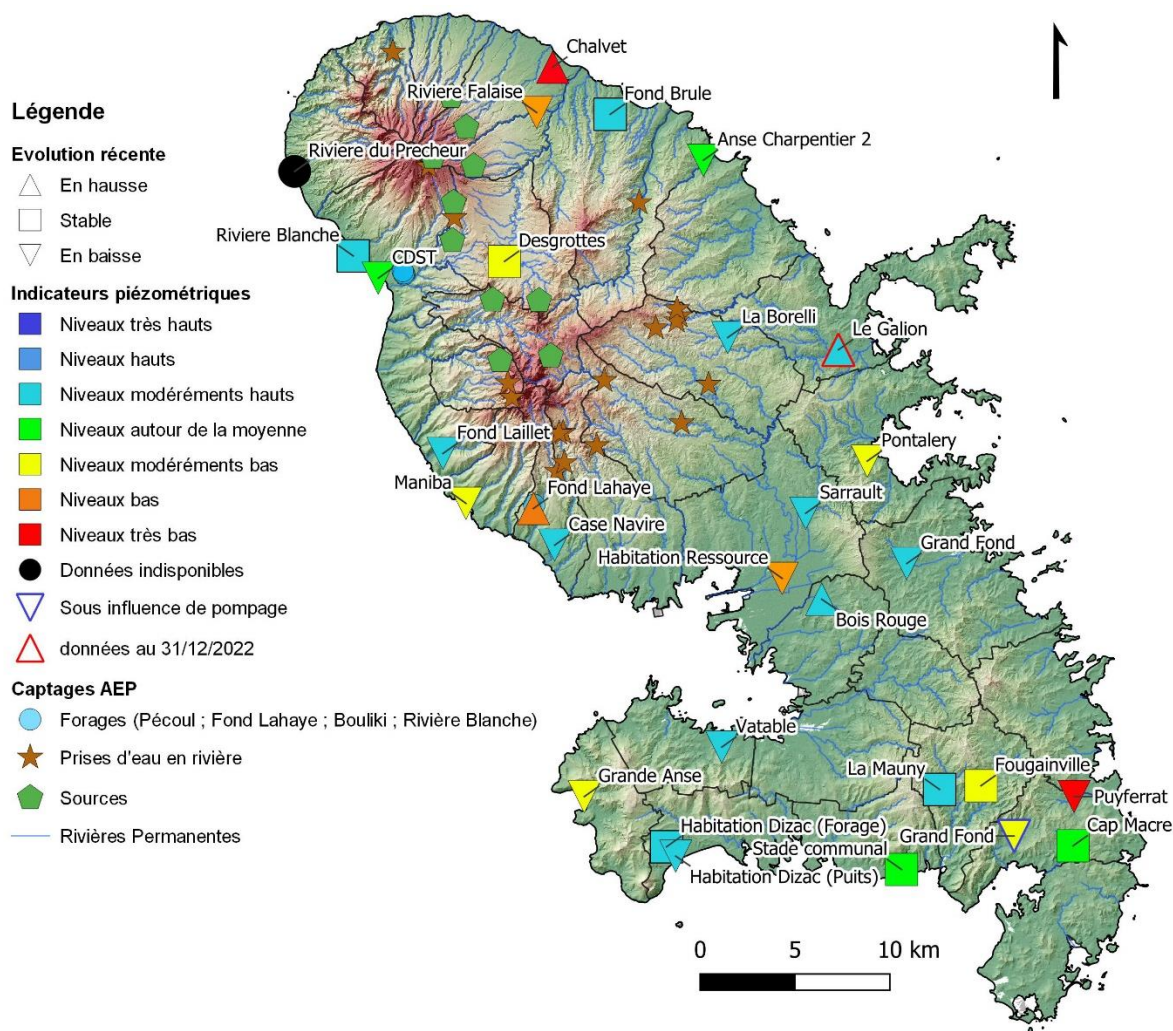 Légende
Evolution récente
En hausse
Stable
En baisse
Indicateurs piézométriques
Niveaux très hauts
Niveaux hauts
Niveaux modéréments hauts
Niveaux autour de la moyenne
Niveaux modéréments bas
Niveaux bas
Niveaux très bas
Données indisponibles
Sous influence de pompage
données au 31/12/2022
Captages AEP
Forages (Pécoul ; Fond Lahaye ; Bouliki ; Rivière Blanche)
Prises d'eau en rivière
Sources
Rivières Permanentes
Chalvet
Riviere Falaise
Fond Brule
Anse Charpentier 2
Riviere du Precheur
Riviere Blanche
CDST
Desgrottes
La Borelli
Le Galion
Fond Laillet
Pontalery
Maniba
Fond Lahaye
Sarrault
Case Navire
Habitation Ressource
Grand Fond
Bois Rouge
Vatable
Grande Anse
La Mauny
Fougainville
Puyferrat
Habitation Dizac (Forage)
Grand Fond
Cap Macre
Stade communal
Habitation Dizac (Puits)
0 5 10 km